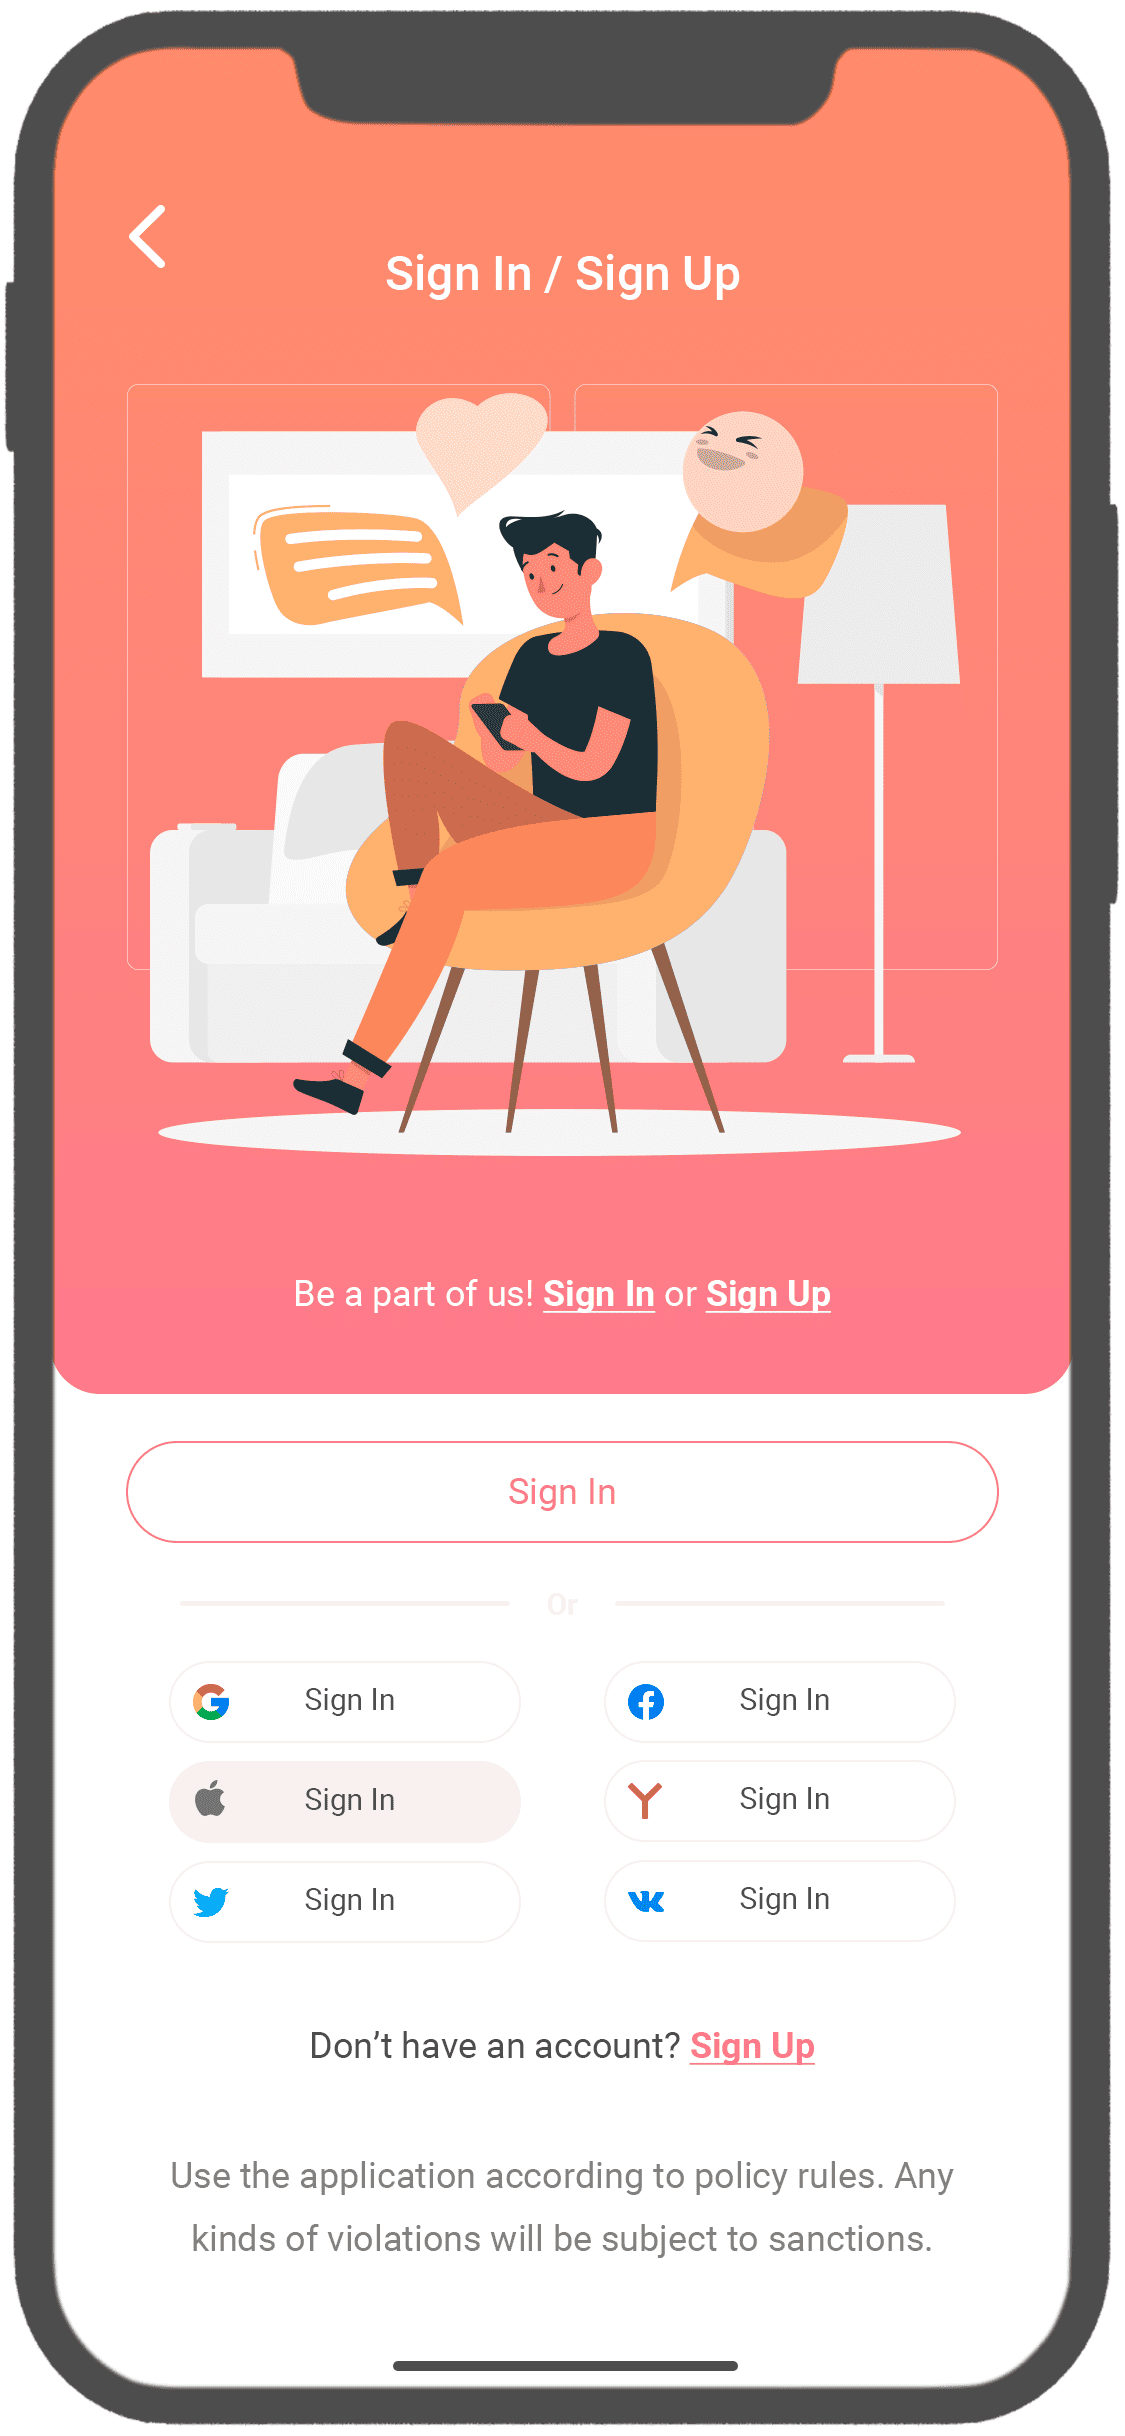 Sign In / Sign Up
Be a part of us! Sign In or Sign Up
Sign In
Or
Sign In
Sign In
Sign In
Sign In
Sign In
Sign In
Don’t have an account? Sign Up
Use the application according to policy rules. Any
kinds of violations will be subject to sanctions.